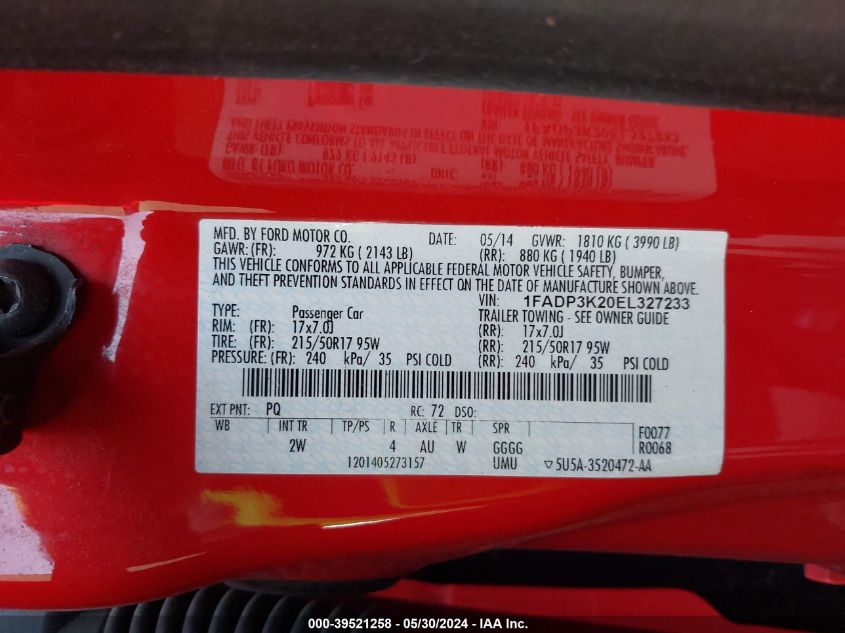 MFD. BY FORD MOTOR CO. DATE: 05/14 GVWR: 1810 KG ( 3990 LB)
GAWR: (FR): 972 KG ( 2143 LB) (RR): 880 KG ( 1940 LB)
THIS VEHICLE CONFORMS TO ALL APPLICABLE FEDERAL MOTOR VEHICLE SAFETY, BUMPER,
AND THEFT PREVENTION STANDARDS IN EFFECT ON THE DATE OF MANUFACTURE SHOWN ABOVE.
VIN: 1FADP3K20EL327233
TYPE: Passenger Car TRAILER TOWING - SEE OWNER GUIDE
RIM: (FR): 17x7.0J (RR): 17x7.0J
TIRE: (FR): 215/50R17 95W (RR): 215/50R17 95W
PRESSURE: (FR): 240 kPa/ 35 PSI COLD (RR): 240 kPa/ 35 PSI COLD
EXT PNT: PQ RC: 72 DSO:
WB INT TR TP/PS R AXLE TR SPR F0077
2W 4 AU W GGGG R0068
1201405273157 UMU ▽5U5A-3520472-AA
000-39521258 - 05/30/2024 - IAA Inc.